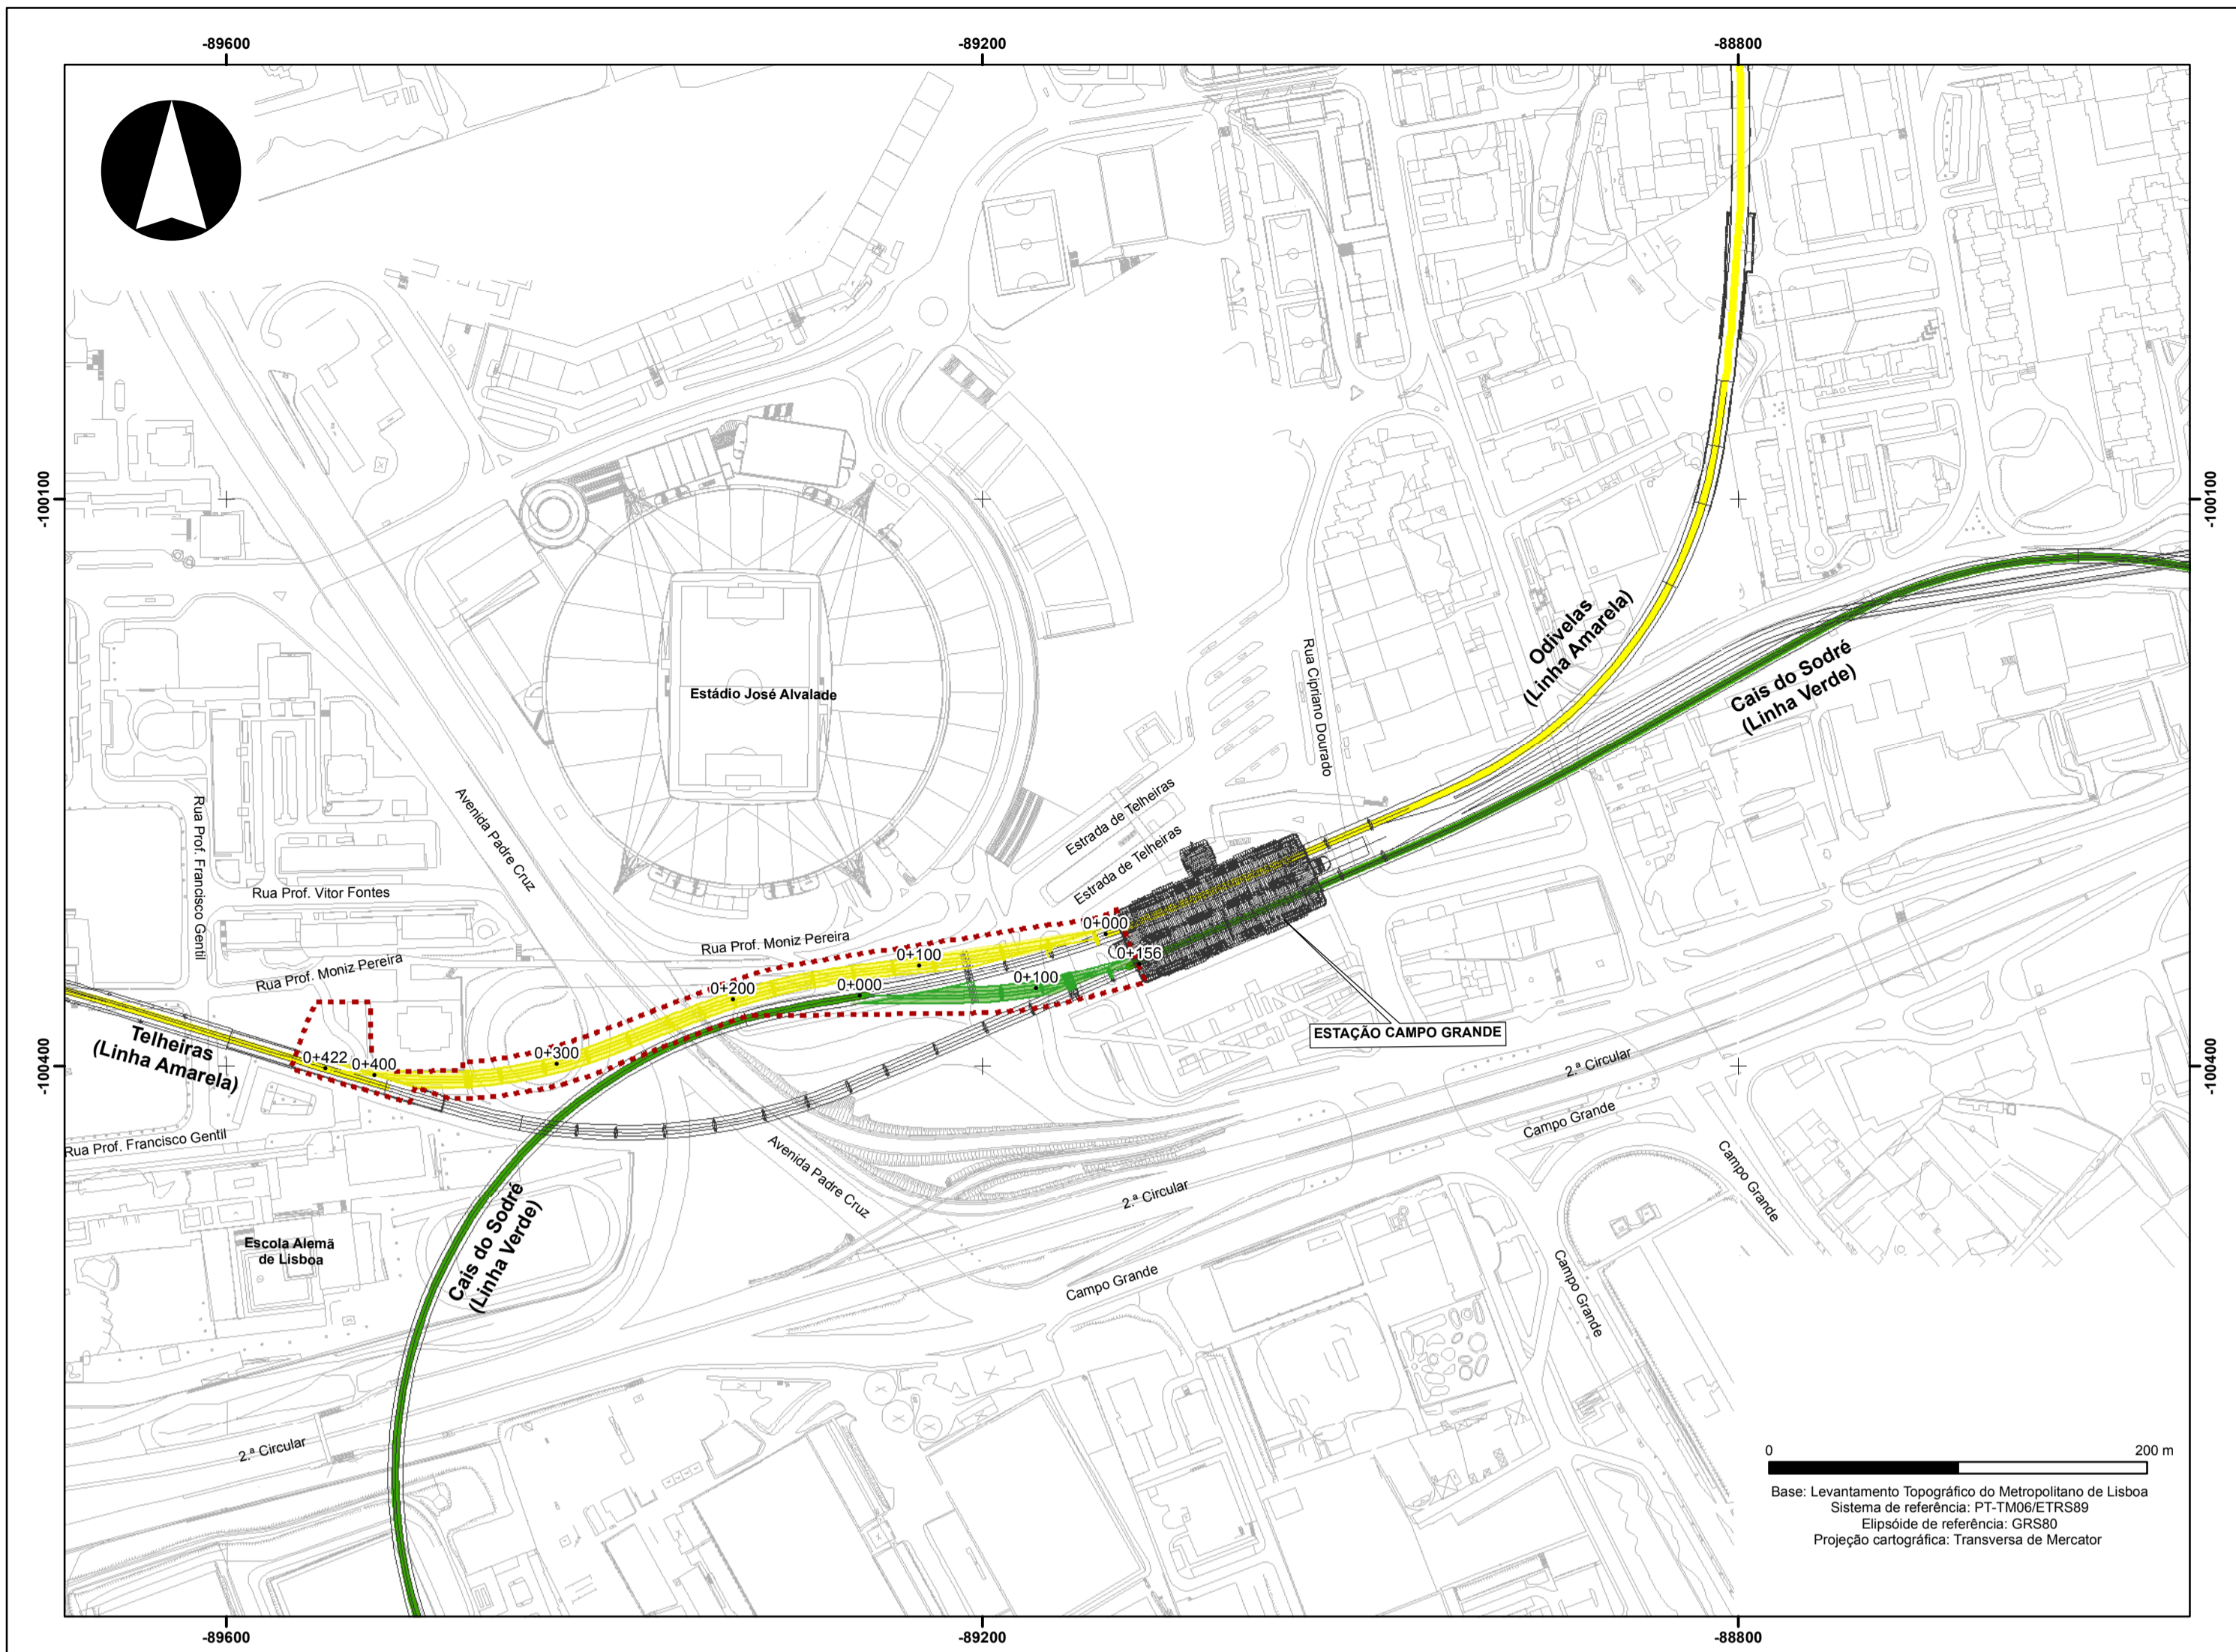 -89600
-89200
-88800
-100100
-100100
Odivelas
(Linha Amarela)
Cais do Sodré
(Linha Verde)
Rua Cipriano Dourado
Estádio José Alvalade
Avenida Padre Cruz
Estrada de Telheiras
Estrada de Telheiras
Rua Prof. Francisco Gentil
Rua Prof. Vitor Fontes
Rua Prof. Moniz Pereira
Rua Prof. Moniz Pereira
0+000
0+156
0+100
0+100
0+000
0+200
0+300
0+400
0+422
Telheiras
(Linha Amarela)
ESTAÇÃO CAMPO GRANDE
-100400
-100400
2.ª Circular
Campo Grande
Campo Grande
Rua Prof. Francisco Gentil
Avenida Padre Cruz
2.ª Circular
Cais do Sodré
(Linha Verde)
Escola Alemã
de Lisboa
Campo Grande
Campo Grande
2.ª Circular
0
200 m
Base: Levantamento Topográfico do Metropolitano de Lisboa
Sistema de referência: PT-TM06/ETRS89
Elipsóide de referência: GRS80
Projeção cartográfica: Transversa de Mercator
-89600
-89200
-88800